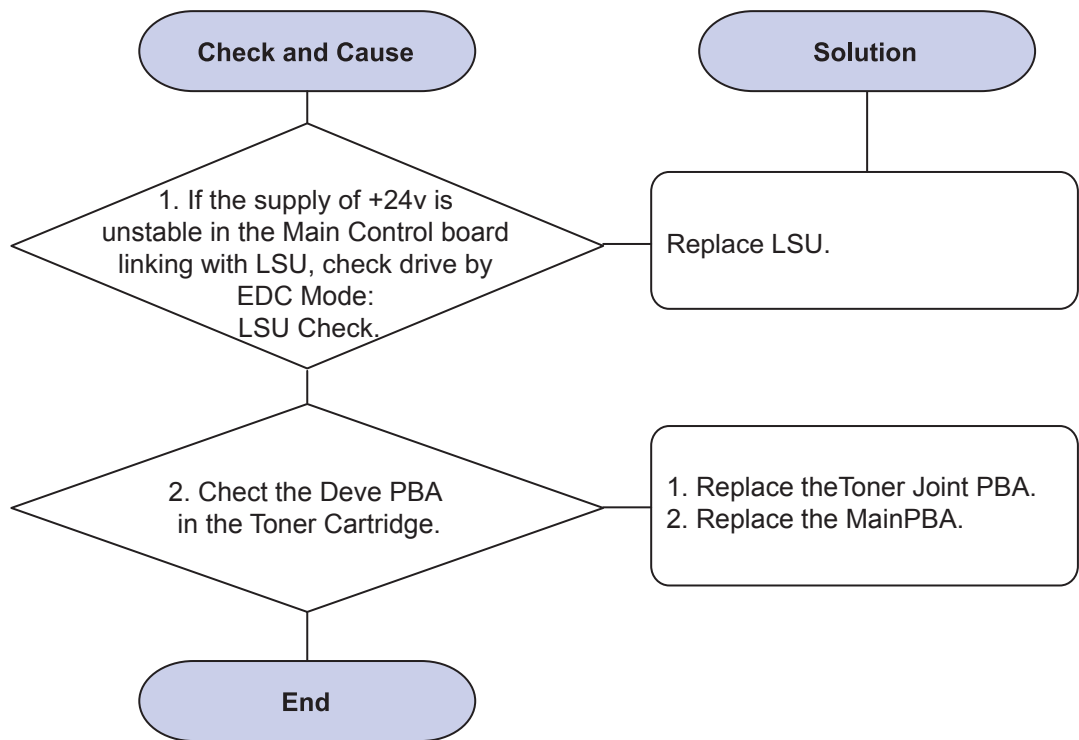 Check and Cause
Solution
1. If the supply of +24v is
unstable in the Main Control board
linking with LSU, check drive by
EDC Mode:
LSU Check.
Replace LSU.
2. Chect the Deve PBA
in the Toner Cartridge.
1. Replace theToner Joint PBA.
2. Replace the MainPBA.
End